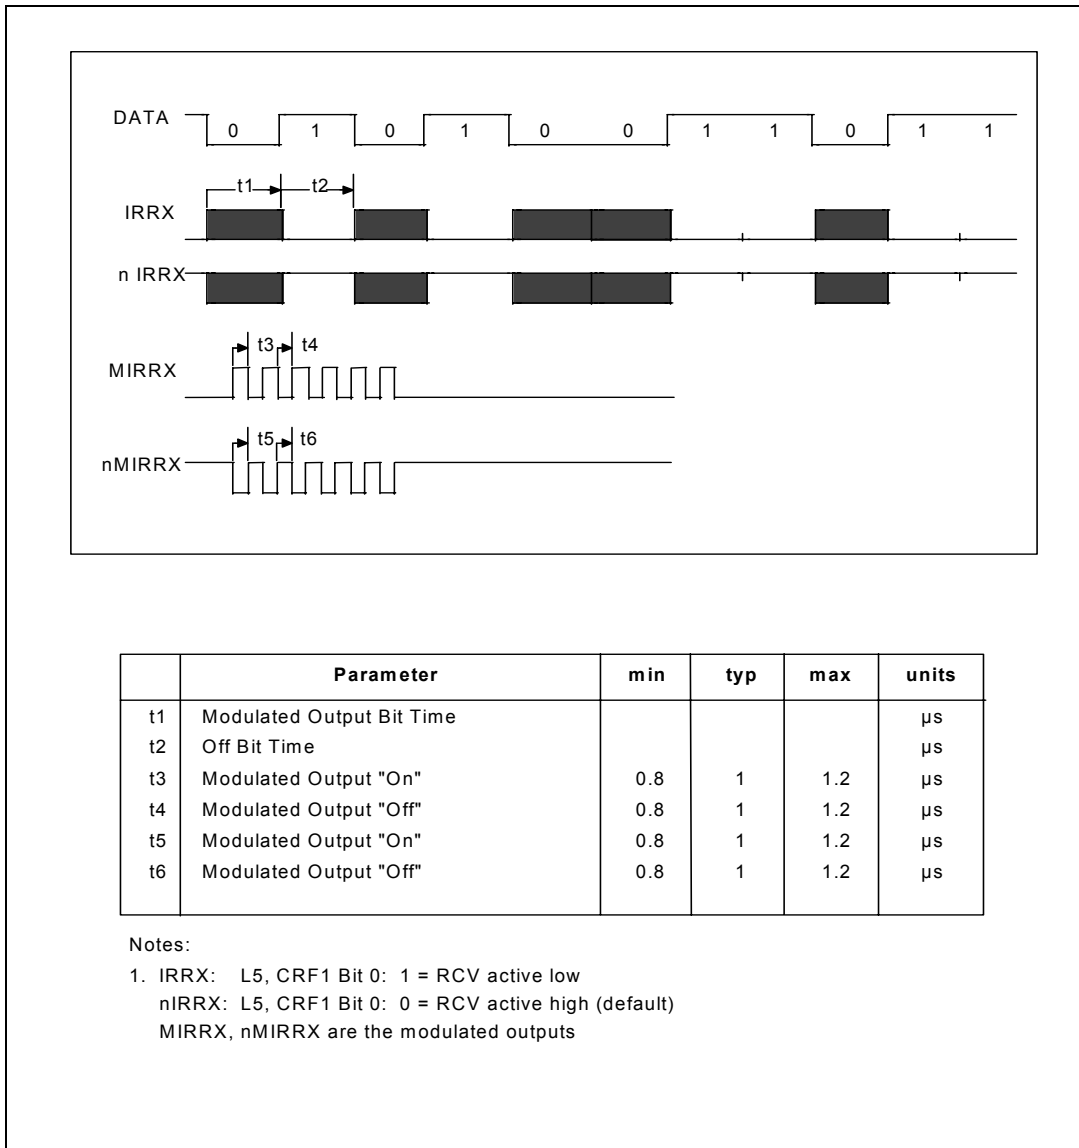 DATA 0 1 0 1 0 0 1 1 0 1 1
t1 t2
IRRX
n IRRX
t3 t4
MIRRX
t5 t6
nMIRRX
Parameter min typ max units
t1 Modulated Output Bit Time µs
t2 Off Bit Time µs
t3 Modulated Output "On" 0.8 1 1.2 µs
t4 Modulated Output "Off" 0.8 1 1.2 µs
t5 Modulated Output "On" 0.8 1 1.2 µs
t6 Modulated Output "Off" 0.8 1 1.2 µs
Notes:
1. IRRX: L5, CRF1 Bit 0: 1 = RCV active low
nIRRX: L5, CRF1 Bit 0: 0 = RCV active high (default)
MIRRX, nMIRRX are the modulated outputs